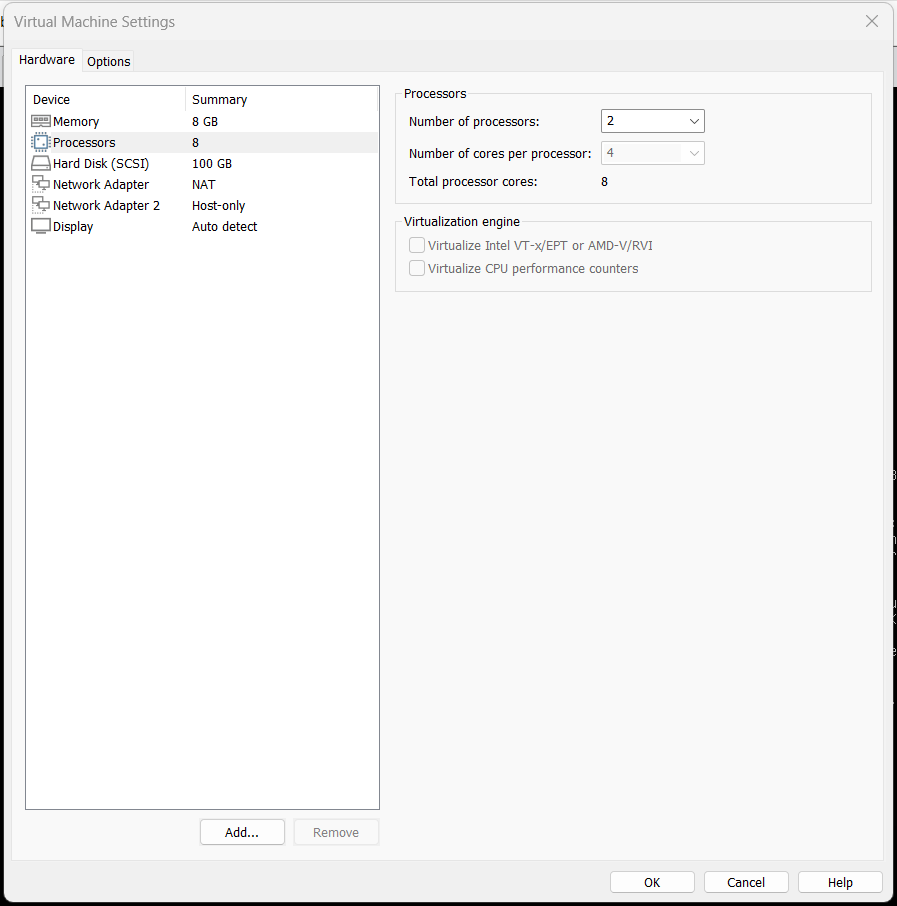 Virtual Machine Settings
Hardware Options
Device Summary
Memory 8 GB
Processors 8
Hard Disk (SCSI) 100 GB
Network Adapter NAT
Network Adapter 2 Host-only
Display Auto detect
Add... Remove
Processors
Number of processors: 2
Number of cores per processor: 4
Total processor cores: 8
Virtualization engine
Virtualize Intel VT-x/EPT or AMD-V/RVI
Virtualize CPU performance counters
OK Cancel Help